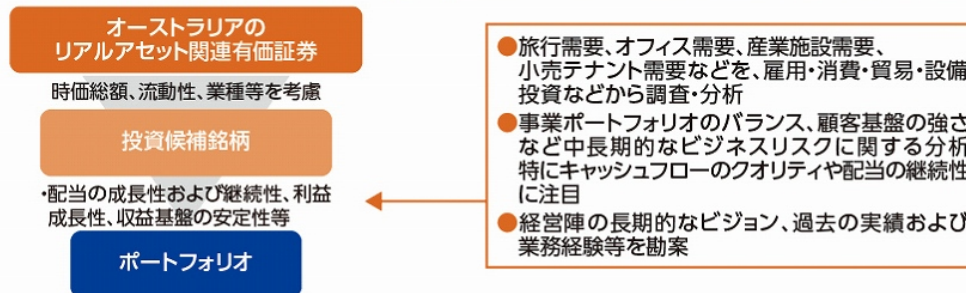 オーストラリアの
リアルアセット関連有価証券
時価総額、流動性、業種等を考慮
投資候補銘柄
・配当の成長性および継続性、利益
成長性、収益基盤の安定性等
ポートフォリオ
●旅行需要、オフィス需要、産業施設需要、
小売テナント需要などを、雇用・消費・貿易・設備
投資などから調査・分析
●事業ポートフォリオのバランス、顧客基盤の強さ
など中長期的なビジネスリスクに関する分析
特にキャッシュフローのクオリティや配当の継続性
に注目
●経営陣の長期的なビジョン、過去の実績および
業務経験等を勘案